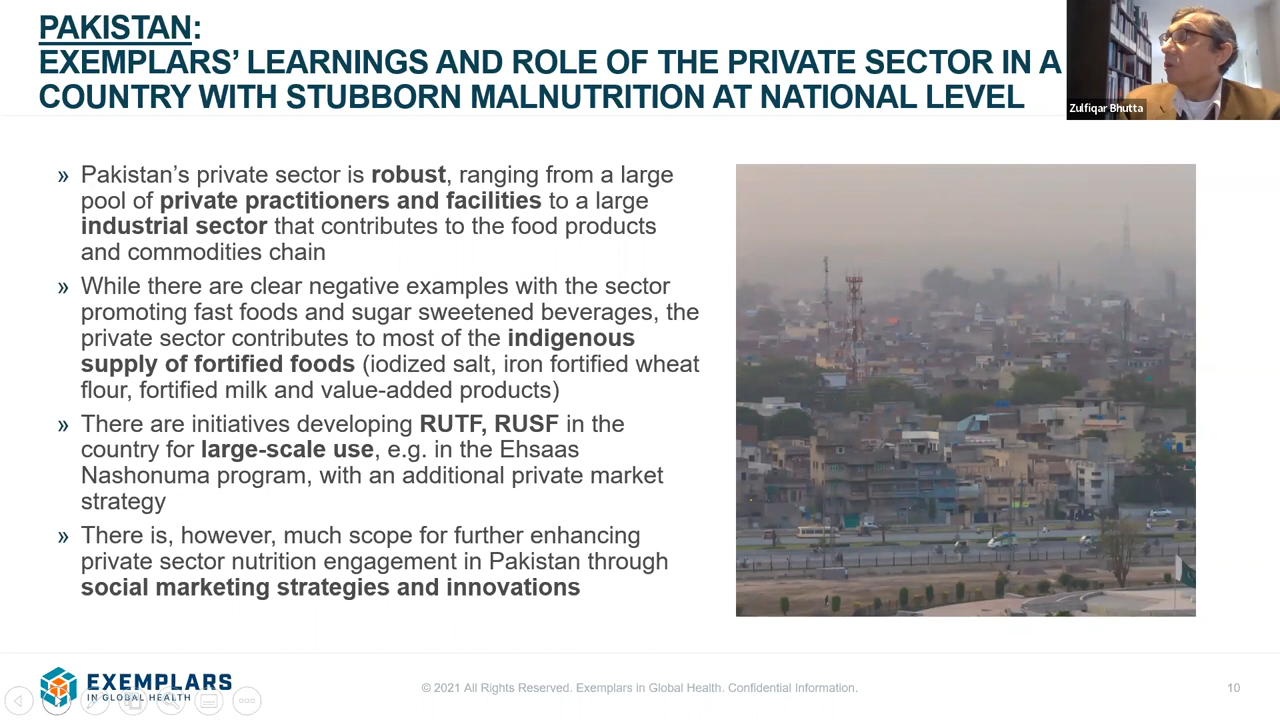 PAKISTAN:
EXEMPLARS’ LEARNINGS AND ROLE OF THE PRIVATE SECTOR IN A
COUNTRY WITH STUBBORN MALNUTRITION AT NATIONAL LEVEL
Zulfiqar Bhutta
» Pakistan’s private sector is robust, ranging from a large
pool of private practitioners and facilities to a large
industrial sector that contributes to the food products
and commodities chain
» While there are clear negative examples with the sector
promoting fast foods and sugar sweetened beverages, the
private sector contributes to most of the indigenous
supply of fortified foods (iodized salt, iron fortified wheat
flour, fortified milk and value-added products)
» There are initiatives developing RUTF, RUSF in the
country for large-scale use, e.g. in the Ehsaas
Nashonuma program, with an additional private market
strategy
» There is, however, much scope for further enhancing
private sector nutrition engagement in Pakistan through
social marketing strategies and innovations
EXEMPLARS
IN GLOBAL HEALTH
© 2021 All Rights Reserved. Exemplars in Global Health. Confidential Information.
10